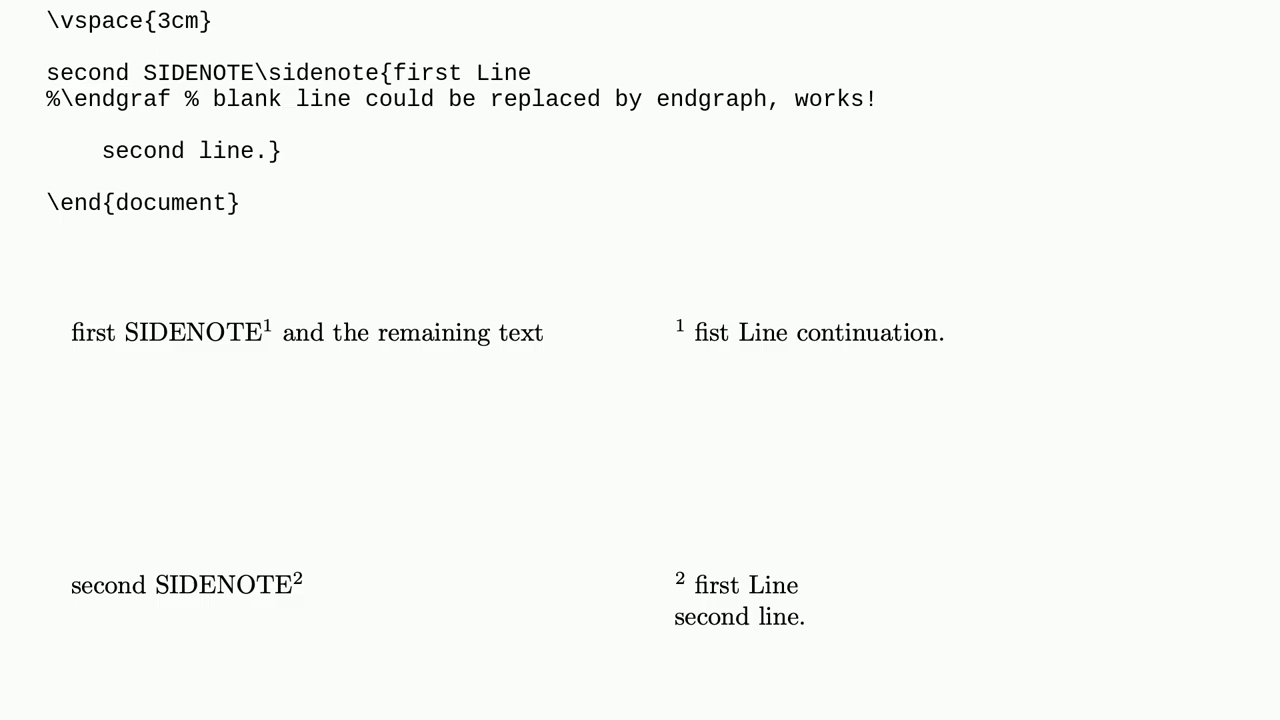 \vspace{3cm}
second SIDENOTE\sidenote{first Line
%\endgraf % blank line could be replaced by endgraph, works!
second line.}
\end{document}
first SIDENOTE1 and the remaining text
1 fist Line continuation.
second SIDENOTE2
2 first Line
second line.